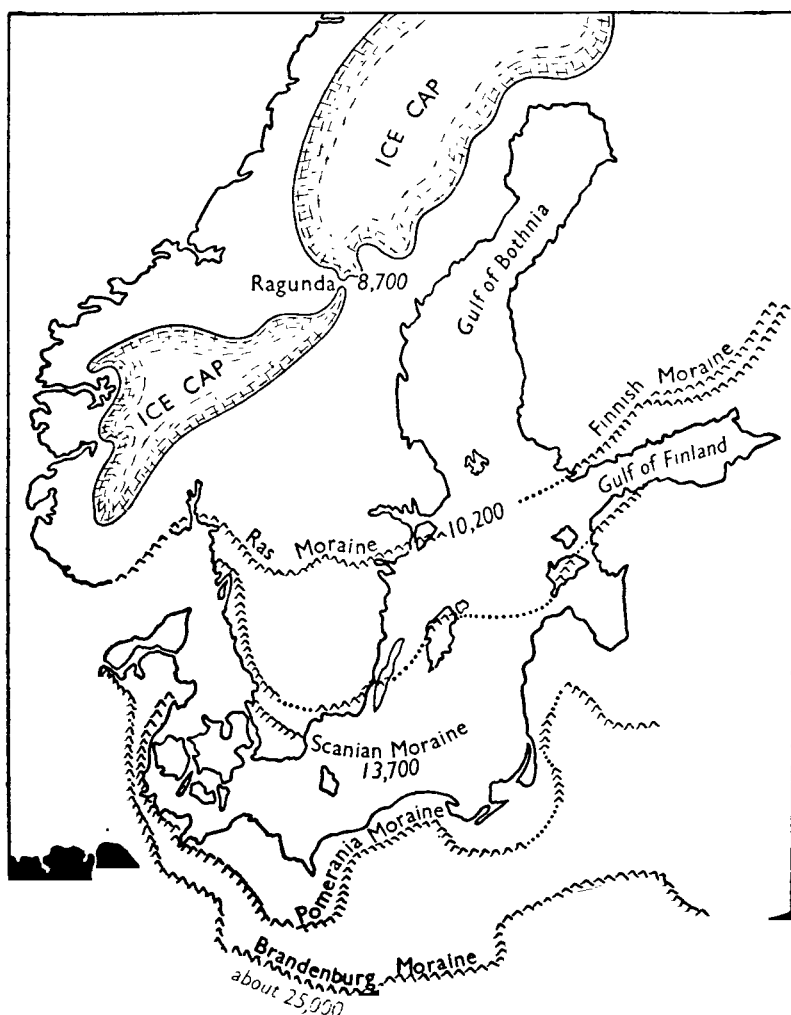 ICE CAP
Gulf of Bothnia
Ragunda 8,700
ICE CAP
Finnish Moraine
Gulf of Finland
10,200
Ras Moraine
Scanian Moraine
13,700
Pomerania Moraine
Brandenburg Moraine
about 25,000